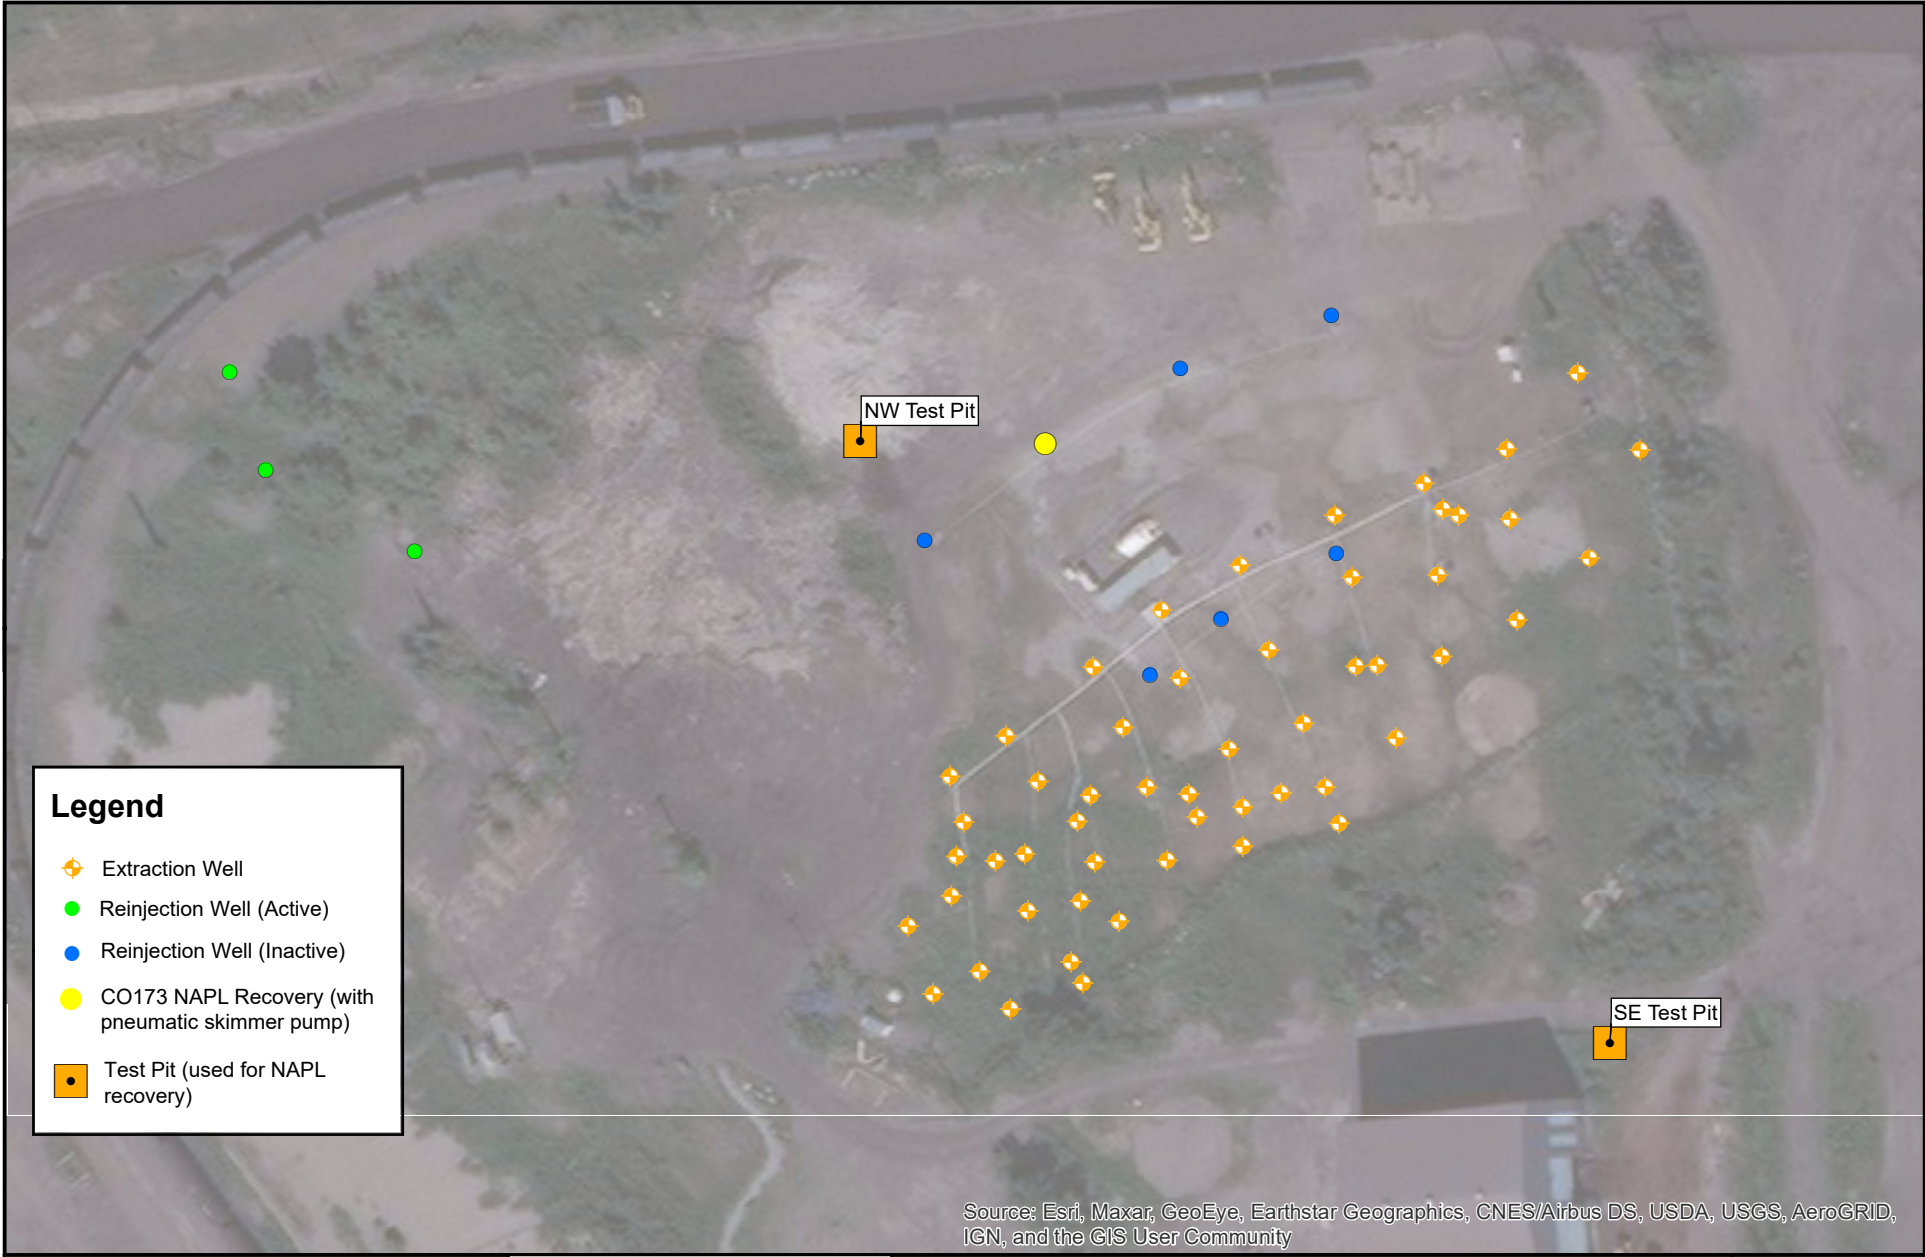 NW Test Pit
Legend
Extraction Well
Reinjection Well (Active)
Reinjection Well (Inactive)
CO173 NAPL Recovery (with
pneumatic skimmer pump)
Test Pit (used for NAPL
recovery)
SE Test Pit
Source: Esri, Maxar, GeoEye, Earthstar Geographics, CNES/Airbus DS, USDA, USGS, AeroGRID,
IGN, and the GIS User Community